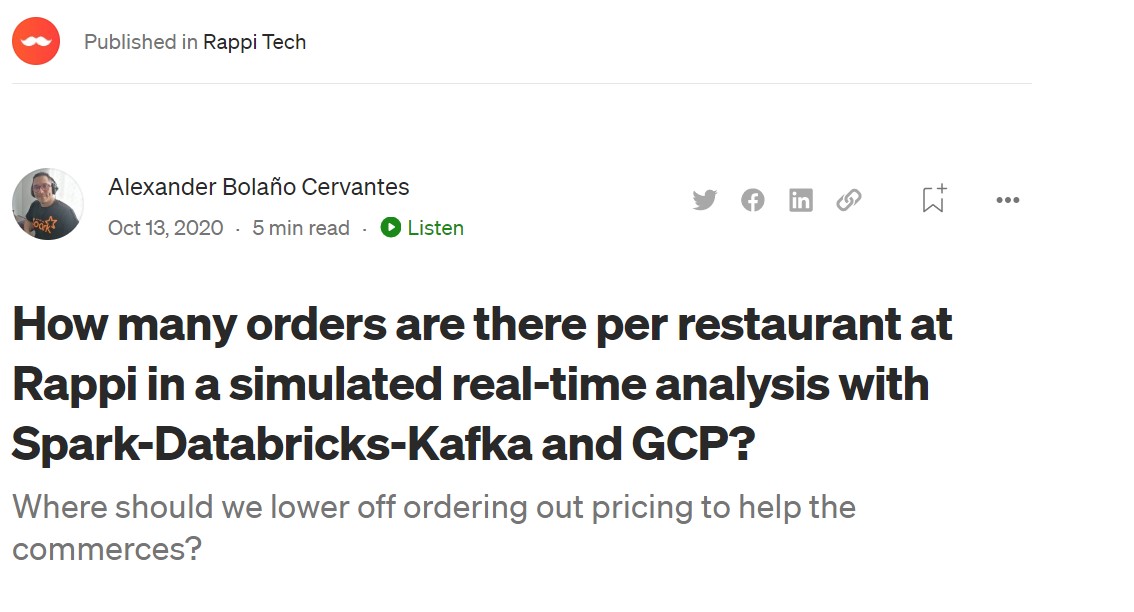 Published in Rappi Tech
Alexander Bolaño Cervantes
Oct 13, 2020 · 5 min read · Listen
How many orders are there per restaurant at
Rappi in a simulated real-time analysis with
Spark-Databricks-Kafka and GCP?
Where should we lower off ordering out pricing to help the
commerces?